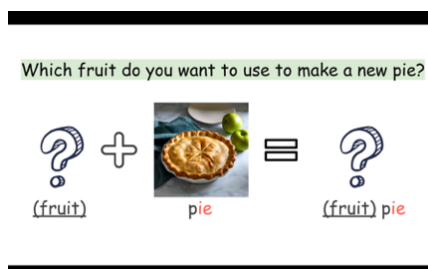 Which fruit do you want to use to make a new pie?
? + =  ?
(fruit) pie (fruit) pie